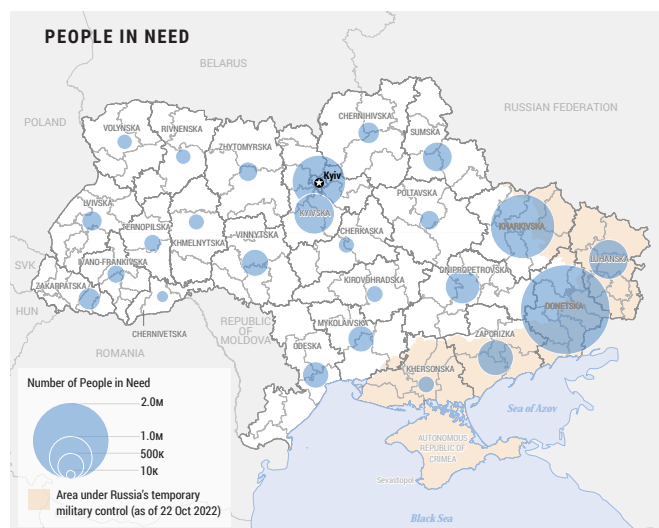 PEOPLE IN NEED
BELARUS
RUSSIAN FEDERATION
POLAND
CHERNIHIVSKA
VOLYNSKA
RIVNENSKA
SUMSKA
ZHYTOMYRSKA
Kyiv
LVIVSKA
POLTAVSKA
KYIVSKA
TERNOPILSKA
KHARKIVSKA
KHMELNYTSKA
VINNYTSKA
CHERKASKA
SVK
IVANO-FRANKIVSKA
LUHANSKA
DNIPROPETROVSKA
ZAKARPATSKA
KIROVOHRADSKA
HUN
DONETSKA
CHERNIVETSKA
REPUBLIC
OF
MOLDOVA
MYKOLAIVSKA
ZAPORIZKA
ODESKA
ROMANIA
KHERSONSKA
Number of People in Need
2.0M
1.0M
500K
10K
Sea of Azov
AUTONOMOUS
REPUBLIC OF
CRIMEA
Sevastopol
Area under Russia's temporary
military control (as of 22 Oct 2022)
Black Sea